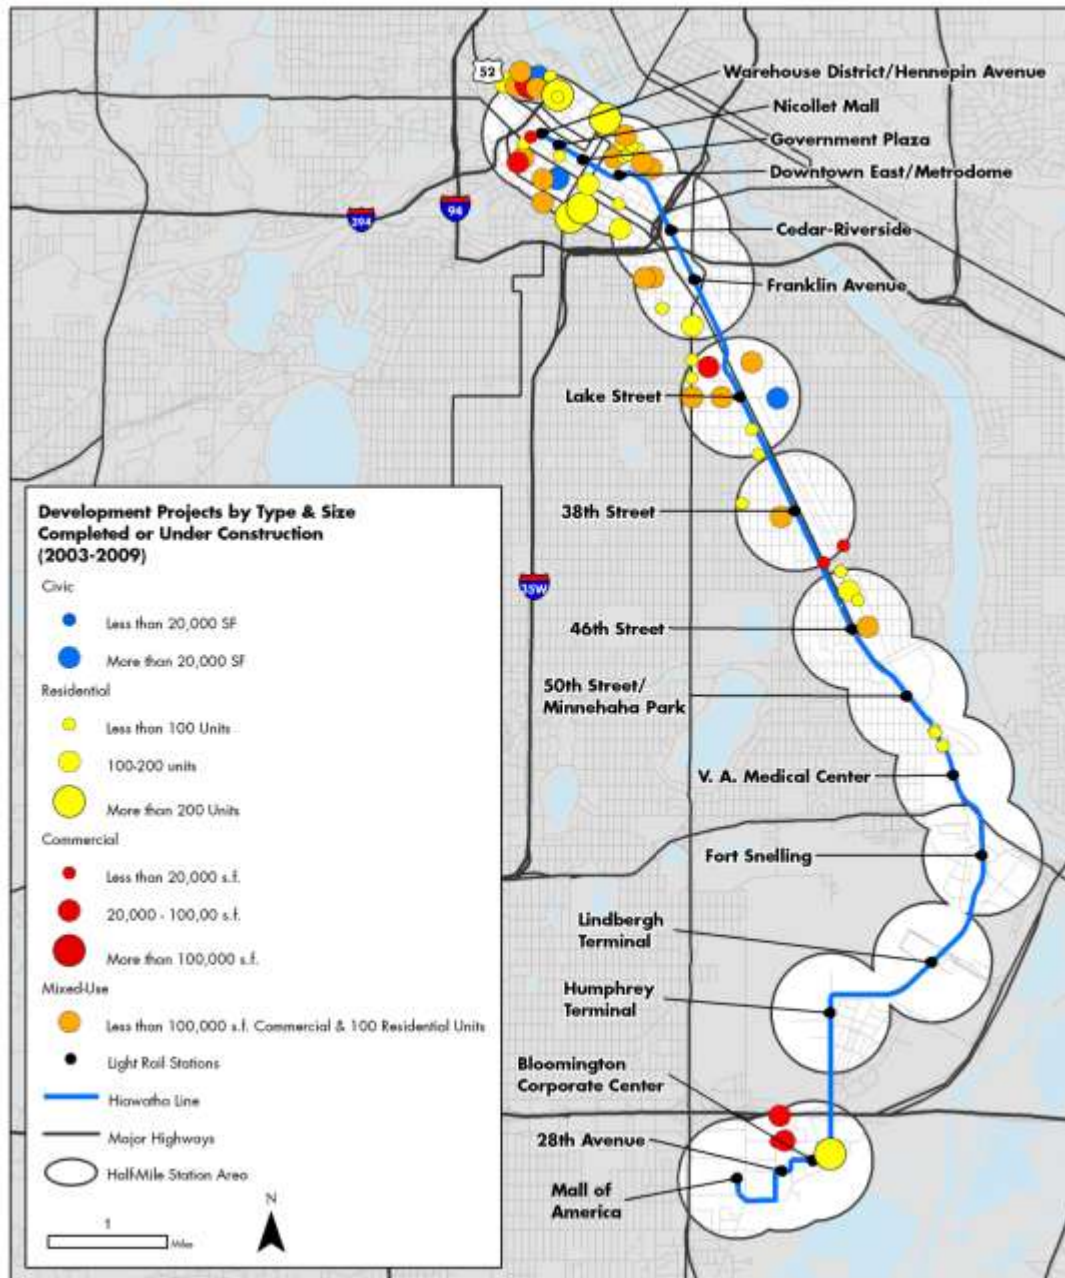 52
Warehouse District/Hennepin Avenue
Nicollet Mall
Government Plaza
Downtown East/Metrodome
394
94
Cedar-Riverside
Franklin Avenue
Lake Street
38th Street
35W
46th Street
50th Street/
Minnehaha Park
V. A. Medical Center
Fort Snelling
Lindbergh
Terminal
Humphrey
Terminal
Bloomington
Corporate Center
28th Avenue
Mall of
America
Development Projects by Type & Size
Completed or Under Construction
(2003-2009)
Civic
Less than 20,000 SF
More than 20,000 SF
Residential
Less than 100 Units
100-200 units
More than 200 Units
Commercial
Less than 20,000 s.f.
20,000 - 100,00 s.f.
More than 100,000 s.f.
Mixed-Use
Less than 100,000 s.f. Commercial & 100 Residential Units
Light Rail Stations
Hiawatha Line
Major Highways
Half-Mile Station Area
N
1
Miles